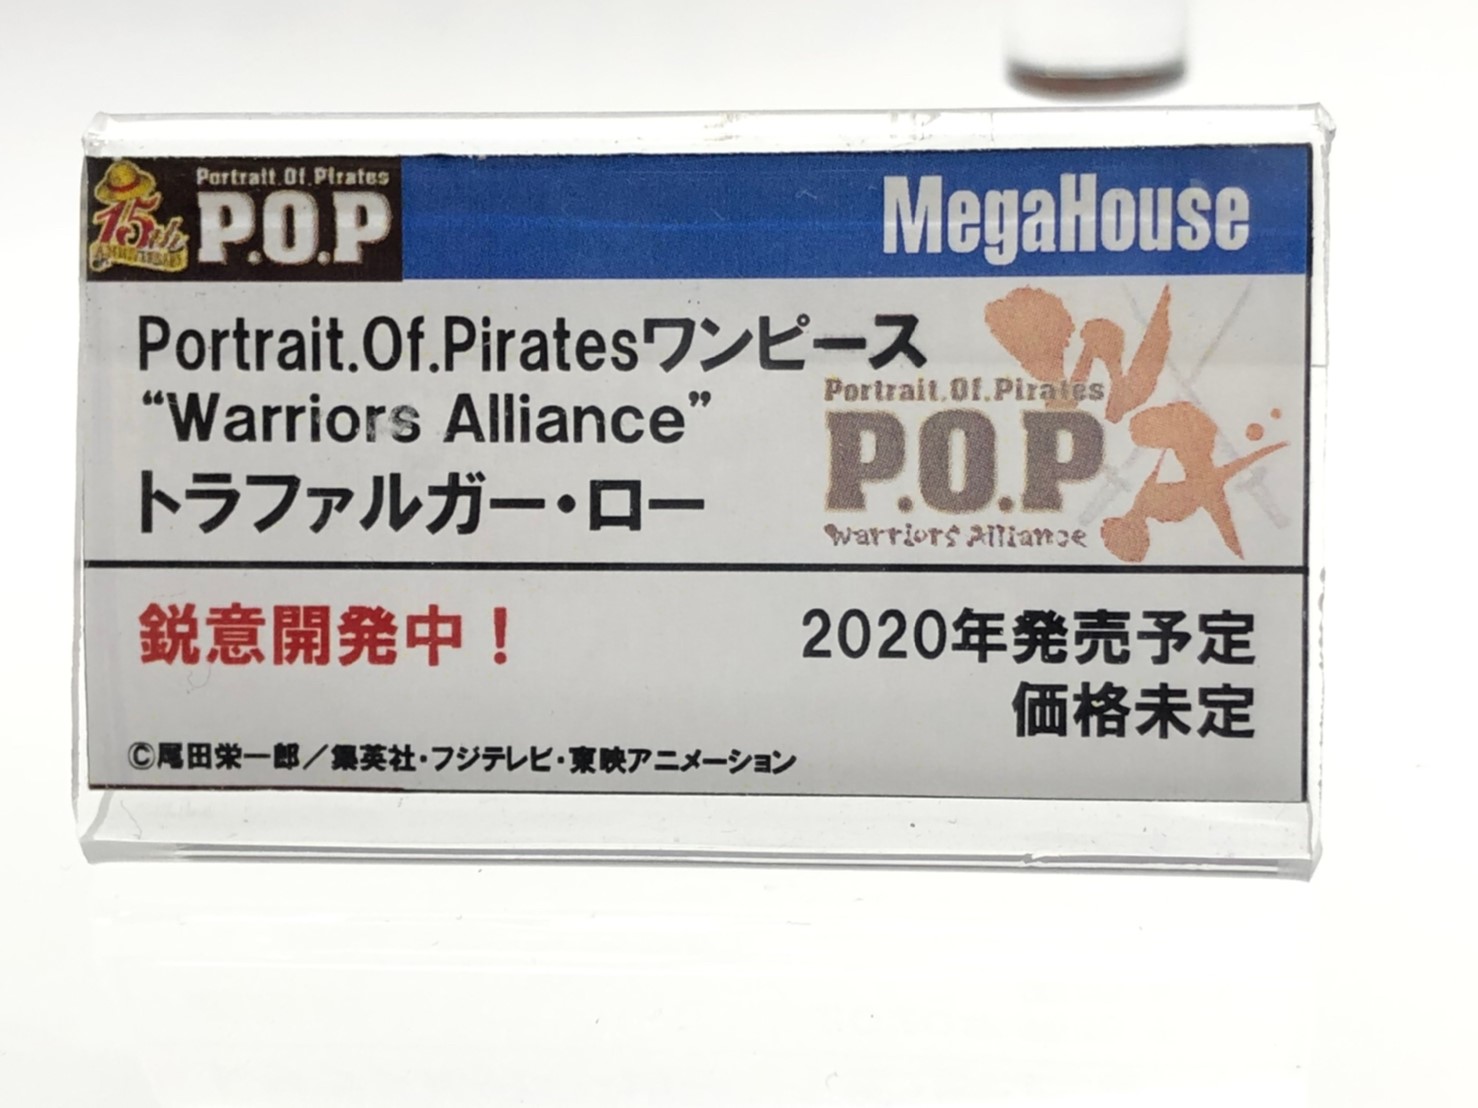 15th
ANNIVERSARY
Portrait.Of.Pirates
P.O.P
MegaHouse
Portrait.Of.Piratesワンピース
“Warriors Alliance”
トラファルガー・ロー
WA
Portrait.Of.Pirates
P.O.P
Warriors Alliance
鋭意開発中！
2020年発売予定
価格未定
©尾田栄一郎／集英社・フジテレビ・東映アニメーション